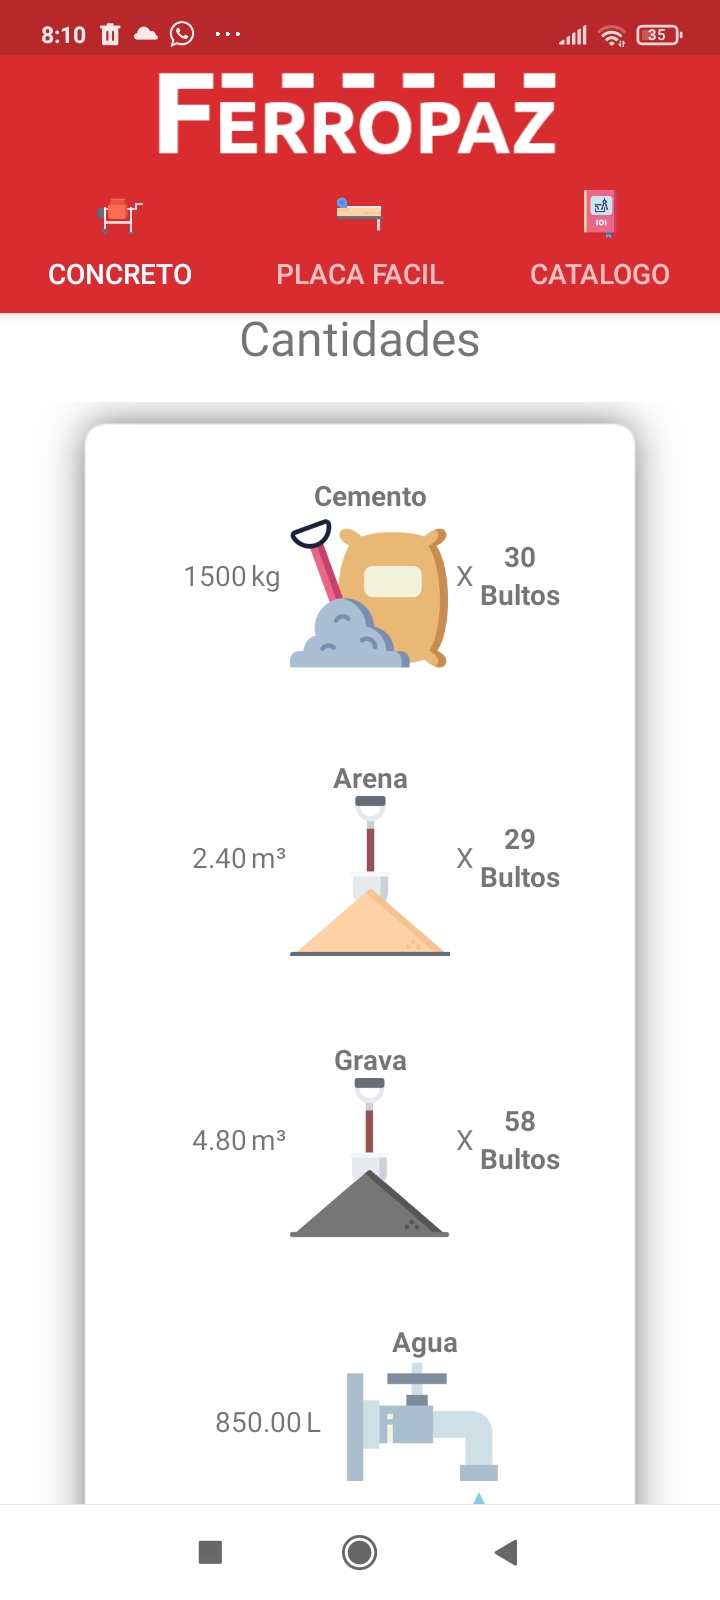 8:10
35
FERROPAZ
CONCRETO
PLACA FACIL
CATALOGO
Cantidades
Cemento
1500 kg
X
30
Bultos
Arena
2.40 m³
X
29
Bultos
Grava
4.80 m³
X
58
Bultos
Agua
850.00 L